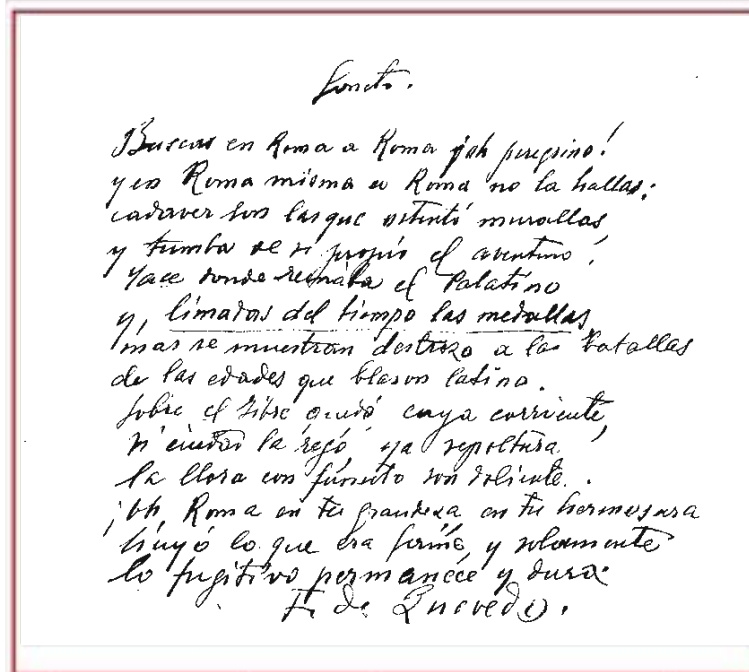 Soneto.
Buscas en Roma a Roma ¡oh peregrino!
y en Roma misma a Roma no la hallas:
cadaver son las que ostentó murallas
y tumba de si propio el aventino!
Yace donde reinaba el Palatino
y, limadas del tiempo las medallas
mas se muestran destrozo a las batallas
de las edades que blason latino.
Sobre el Tibre quedó cuya corriente,
si ciudad la regó ya sepoltura
la llora con funesto son doliente.
¡Oh, Roma en tu grandeza en tu hermosura
huyó lo que era firme, y solamente
lo fugitivo permanece y dura.
F. de Quevedo.